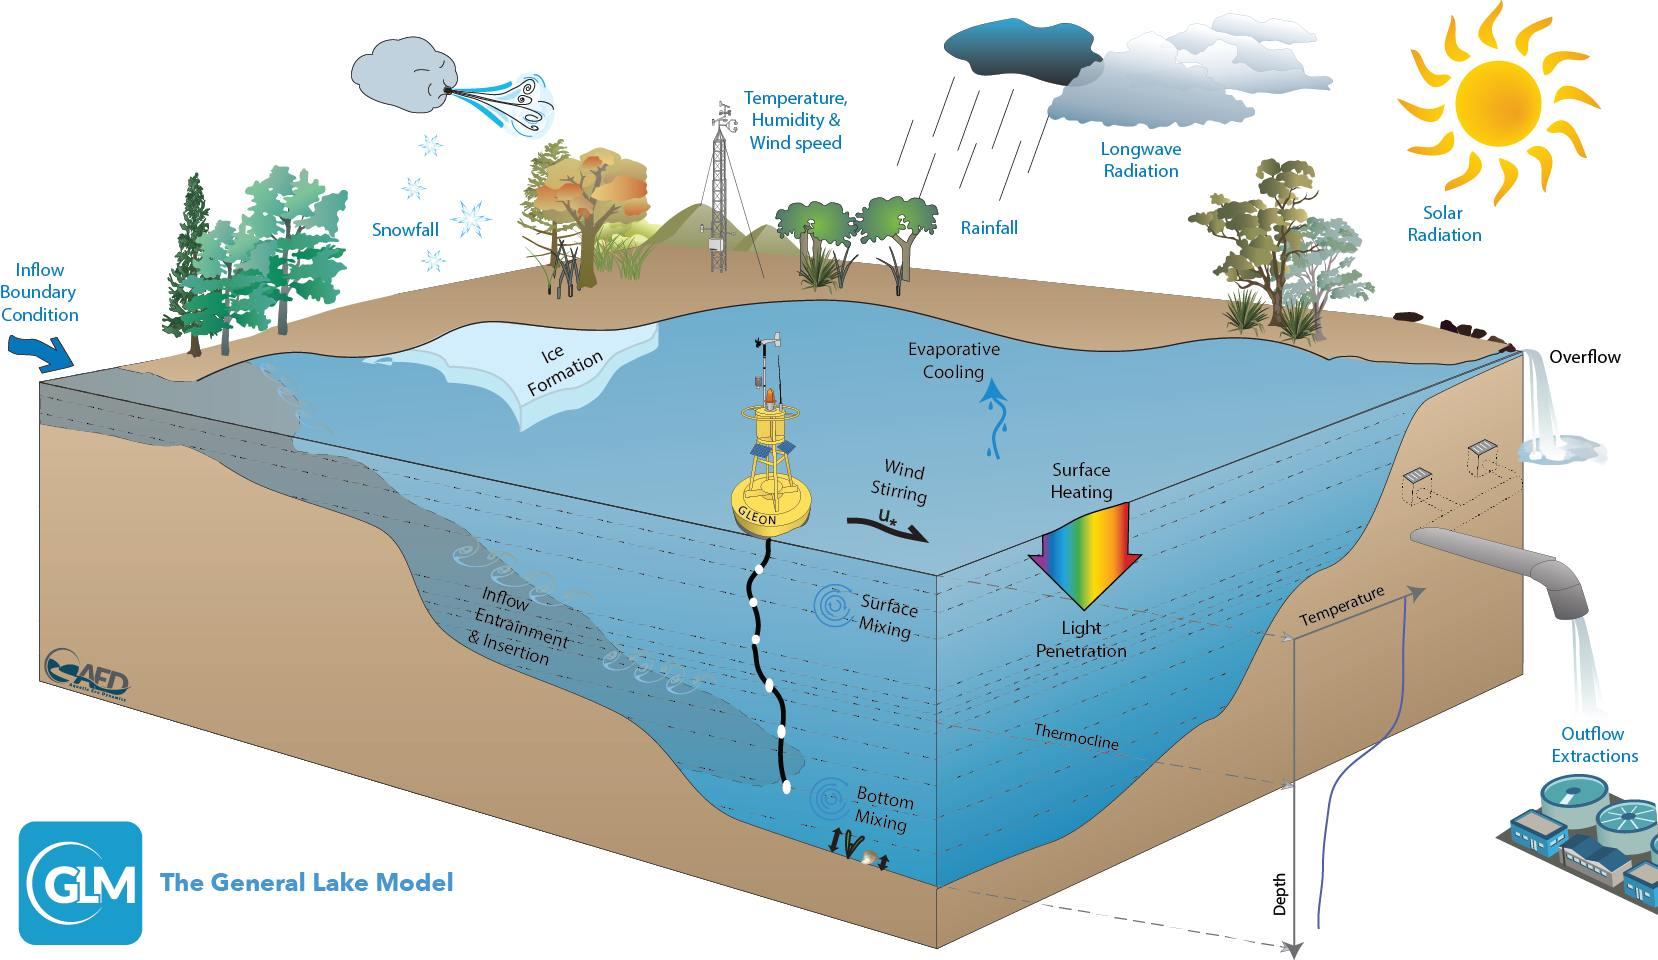 Temperature,
Humidity &
Wind speed
Longwave
Radiation
Snowfall
Rainfall
Solar
Radiation
Inflow
Boundary
Condition
Ice
Formation
Evaporative
Cooling
Overflow
Wind
Stirring
u*
Surface
Heating
GLEON
Inflow
Entrainment
& Insertion
Surface
Mixing
Light
Penetration
Temperature
Thermocline
AED
Outflow
Extractions
Bottom
Mixing
Depth
GLM
The General Lake Model